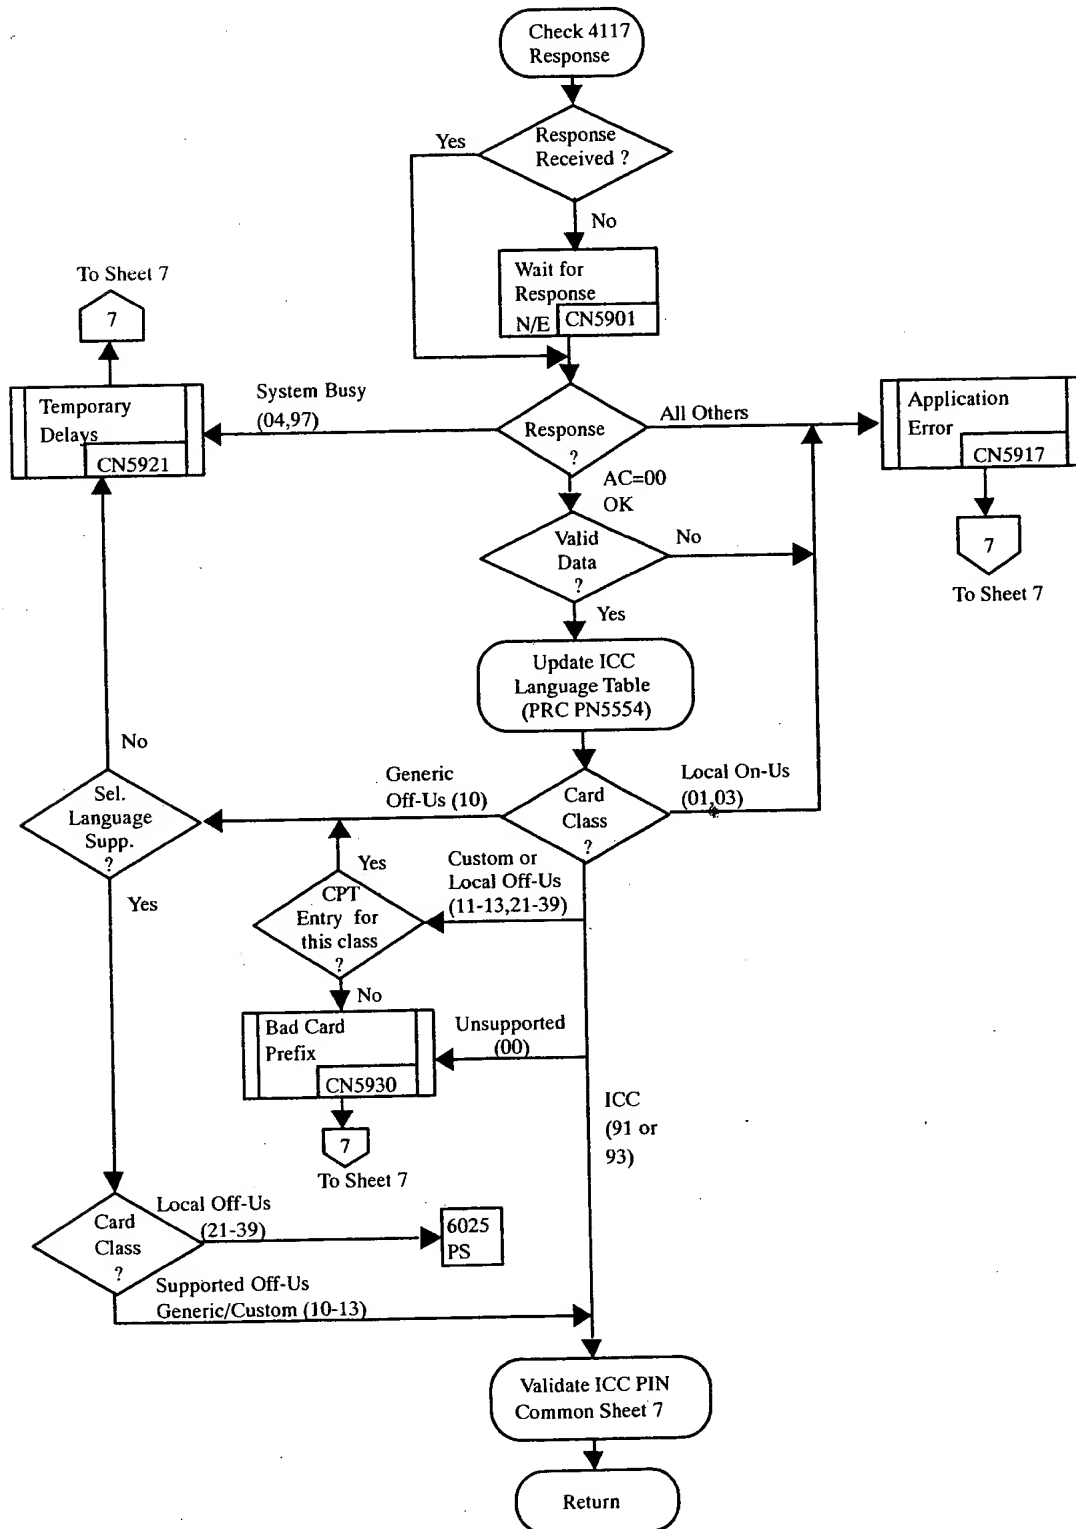 Check 4117
Response
Response
Received ?
Yes
No
Wait for
Response
N/E
CN5901
To Sheet 7
7
Temporary
Delays
CN5921
System Busy
(04,97)
Response
?
All Others
Application
Error
CN5917
7
To Sheet 7
AC=00
OK
Valid
Data
?
No
Yes
Update ICC
Language Table
(PRC PN5554)
No
Sel.
Language
Supp.
?
Yes
Generic
Off-Us (10)
Card
Class
?
Local On-Us
(01,03)
Yes
Custom or
Local Off-Us
(11-13,21-39)
CPT
Entry for
this class
?
No
Bad Card
Prefix
CN5930
Unsupported
(00)
7
To Sheet 7
ICC
(91 or
93)
Card
Class
?
Local Off-Us
(21-39)
6025
PS
Supported Off-Us
Generic/Custom (10-13)
Validate ICC PIN
Common Sheet 7
Return